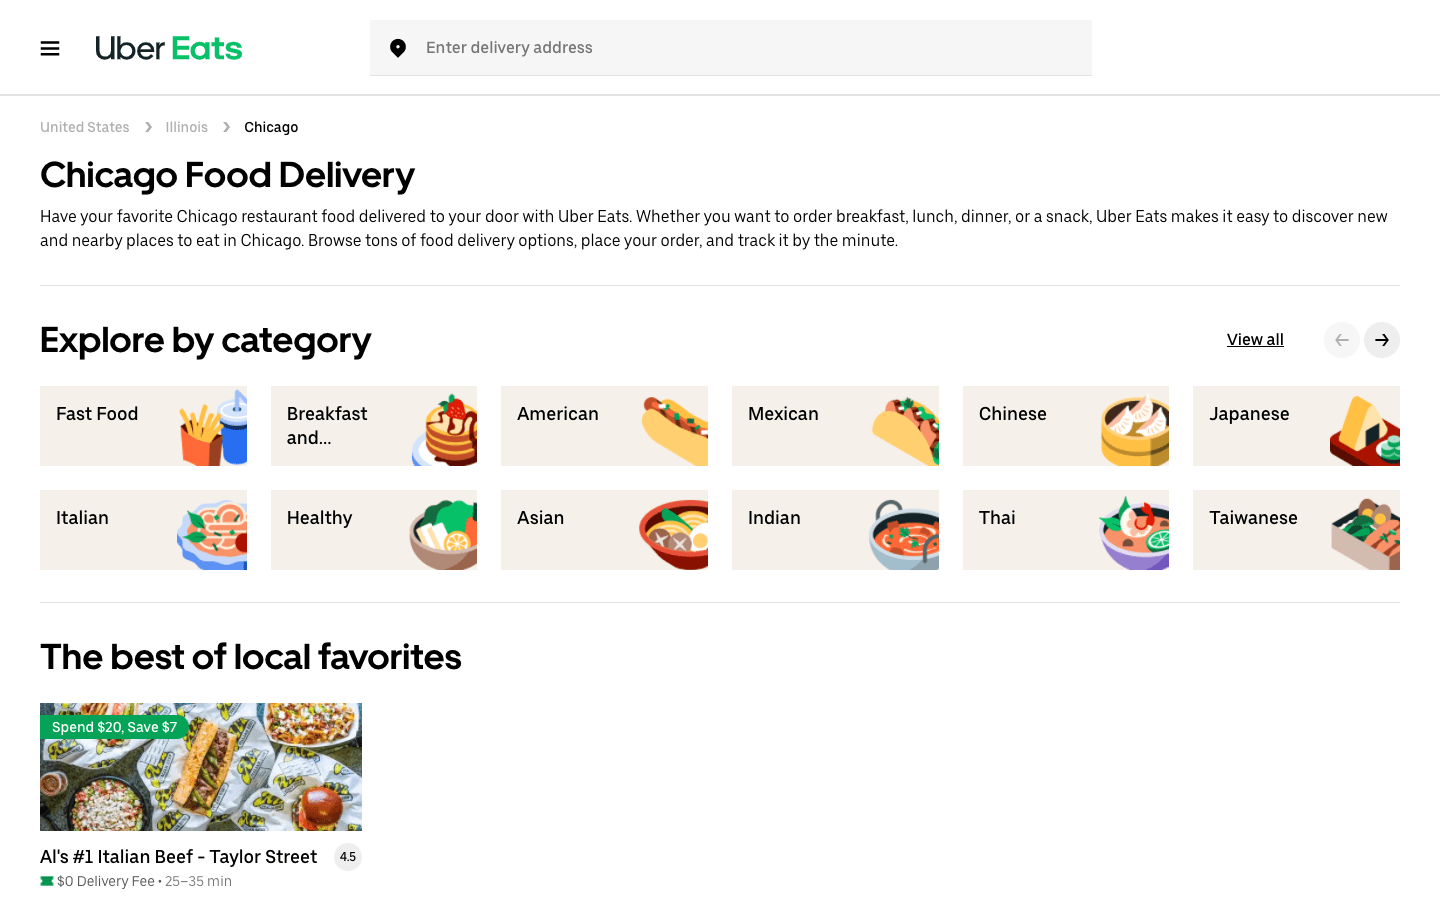 Uber Eats
Enter delivery address
United States
Illinois
Chicago
Chicago Food Delivery
Have your favorite Chicago restaurant food delivered to your door with Uber Eats. Whether you want to order breakfast, lunch, dinner, or a snack, Uber Eats makes it easy to discover new
and nearby places to eat in Chicago. Browse tons of food delivery options, place your order, and track it by the minute.
Explore by category
View all
Fast Food
Breakfast
and...
American
Mexican
Chinese
Japanese
Italian
Healthy
Asian
Indian
Thai
Taiwanese
The best of local favorites
Spend $20, Save $7
Al's #1 Italian Beef - Taylor Street
4.5
$0 Delivery Fee • 25–35 min